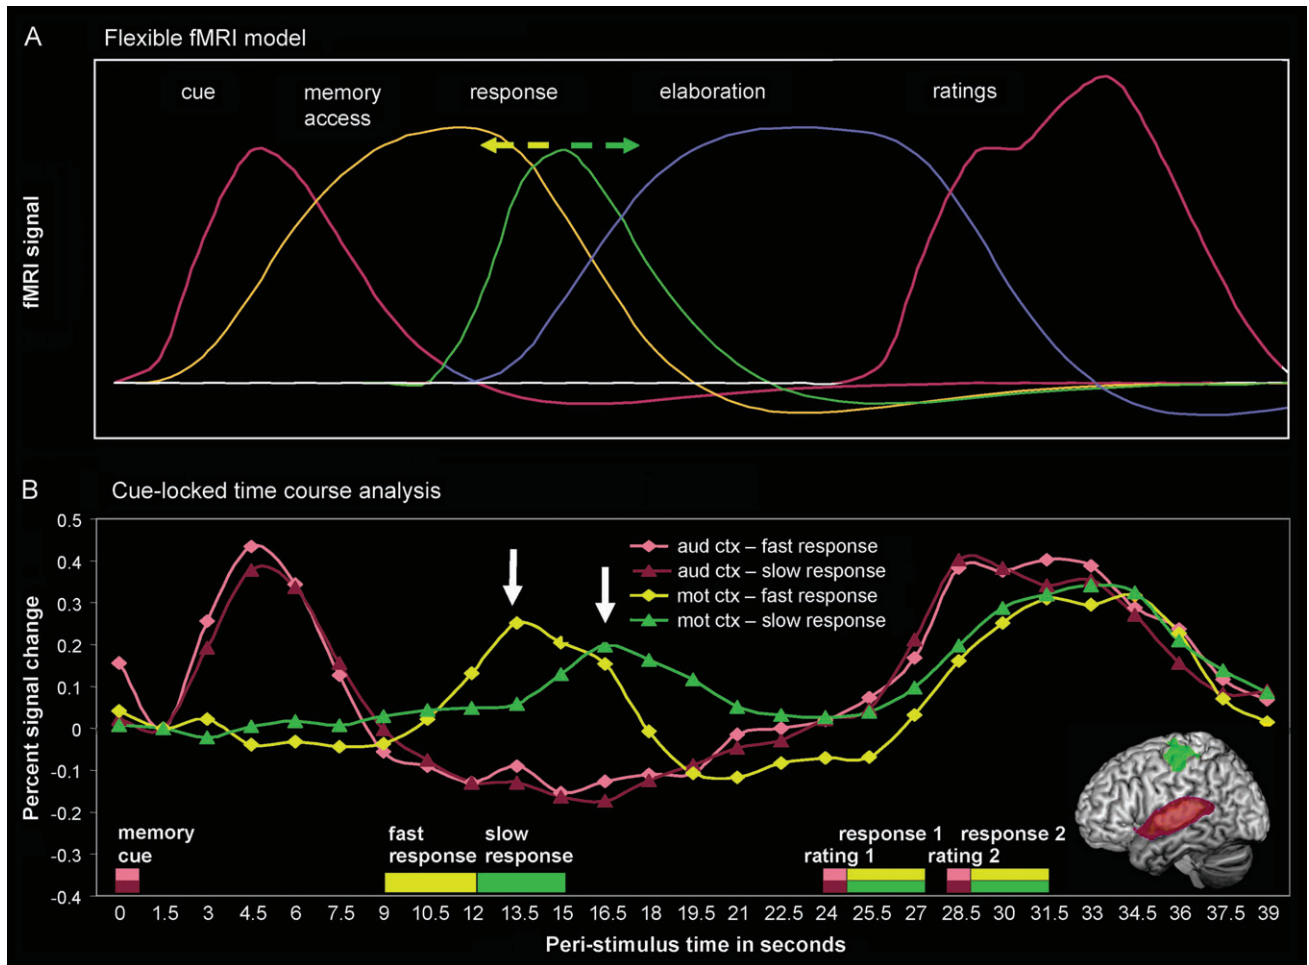 A
Flexible fMRI model
cue
memory
access
response
elaboration
ratings
fMRI signal
B
Cue-locked time course analysis
0.5
0.4
0.3
0.2
0.1
0
-0.1
-0.2
-0.3
-0.4
Percent signal change
aud ctx – fast response
aud ctx – slow response
mot ctx – fast response
mot ctx – slow response
memory
cue
fast
response
slow
response
response 1
rating 1
response 2
rating 2
0 1.5 3 4.5 6 7.5 9 10.5 12 13.5 15 16.5 18 19.5 21 22.5 24 25.5 27 28.5 30 31.5 33 34.5 36 37.5 39
Peri-stimulus time in seconds